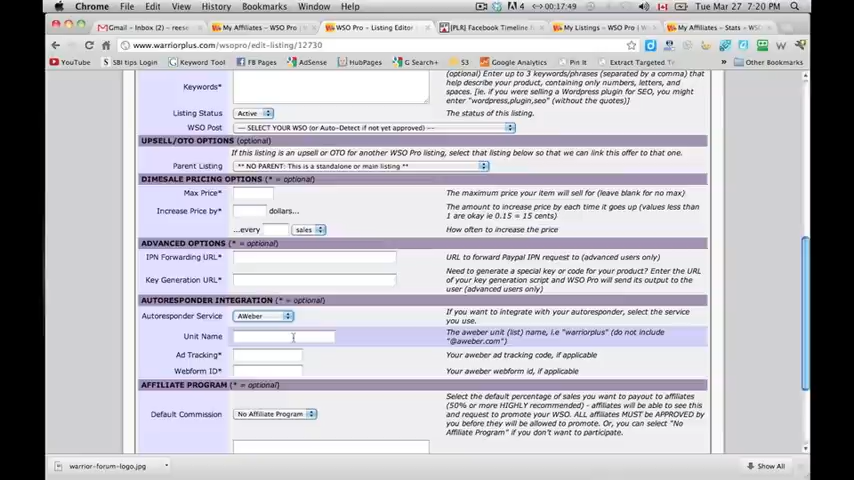 Chrome File Edit View History Bookmarks Window Help 4 00:17:49 Tue Mar 27 7:20 PM
Gmail – Inbox (2) – reese My Affiliates – WSO Pro | WSO Pro – Listing Editor [PLR] Facebook Timeline My Listings – WSO Pro | My Affiliates – Stats – WSO
www.warriorplus.com/wsopro/edit-listing/12730
YouTube Keyword Tool FB Pages AdSense HubPages G Search+ S3 Google Analytics Pin It Extract Targeted
Keywords*
(optional) Enter up to 3 keywords/phrases (separated by a comma) that
help describe your product, containing only numbers, letters, and
spaces. [ie. if you were selling a Wordpress plugin for SEO, you might
enter "wordpress,plugin,seo" (without the quotes)]
Listing Status Active The status of this listing.
WSO Post -- SELECT YOUR WSO (or Auto-Detect if not yet approved) --
UPSELL/OTO OPTIONS (optional)
If this listing is an upsell or OTO for another WSO Pro listing, select that listing below so that we can link this offer to that one.
Parent Listing ** NO PARENT: This is a standalone or main listing **
DIMESALE PRICING OPTIONS (* = optional)
Max Price* The maximum price your item will sell for (leave blank for no max)
Increase Price by* dollars... The amount to increase price by each time it goes up (values less
than 1 are okay ie 0.15 = 15 cents)
...every sales How often to increase the price
ADVANCED OPTIONS (* = optional)
IPN Forwarding URL* URL to forward Paypal IPN request to (advanced users only)
Key Generation URL* Need to generate a special key or code for your product? Enter the URL
of your key generation script and WSO Pro will send its output to the
user (advanced users only)
AUTORESPONDER INTEGRATION (* = optional)
Autoresponder Service AWeber If you want to integrate with your autoresponder, select the service
you use.
Unit Name The aweber unit (list) name, i.e "warriorplus" (do not include
"@aweber.com")
Ad Tracking* Your aweber ad tracking code, if applicable
Webform ID* Your aweber webform id, if applicable
AFFILIATE PROGRAM (* = optional)
Default Commission No Affiliate Program
Select the default percentage of sales you want to payout to affiliates
(50% or more HIGHLY recommended) - affiliates will be able to see this
and request to promote your WSO. ALL affiliates MUST BE APPROVED by
you before they will be allowed to promote. Or, you can select "No
Affiliate Program" if you don't want to participate.
warrior-forum-logo.jpg Show All